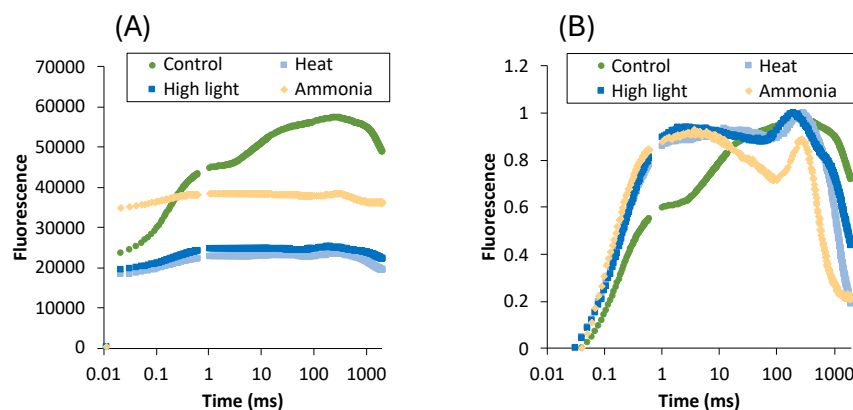 (A)
Control Heat
High light Ammonia
70000
60000
50000
40000
30000
20000
10000
0
Fluorescence
0.01 0.1 1 10 100 1000
Time (ms)
(B)
Control Heat
High light Ammonia
1.2
1
0.8
0.6
0.4
0.2
0
Fluorescence
0.01 0.1 1 10 100 1000
Time (ms)